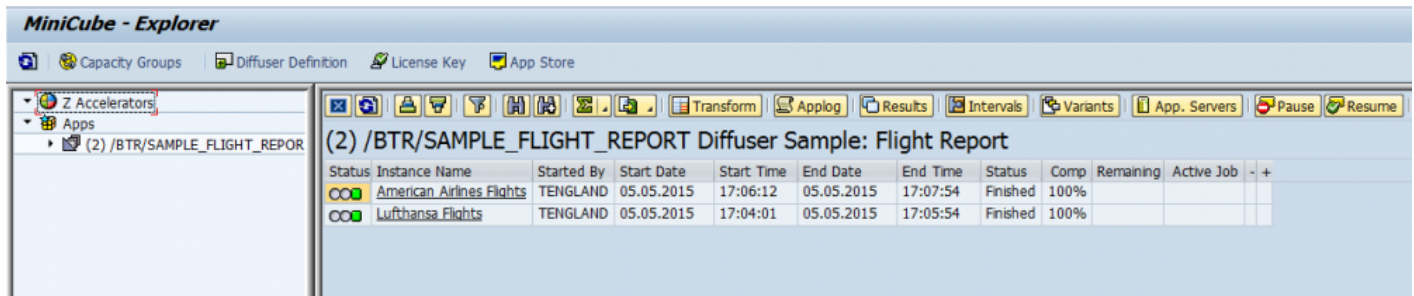 MiniCube - Explorer
Capacity Groups Diffuser Definition License Key App Store
Z Accelerators
Apps
(2) /BTR/SAMPLE_FLIGHT_REPOR
Transform Applog Results Intervals Variants App. Servers Pause Resume
(2) /BTR/SAMPLE_FLIGHT_REPORT Diffuser Sample: Flight Report
Status Instance Name Started By Start Date Start Time End Date End Time Status Comp Remaining Active Job - +
American Airlines Flights TENGLAND 05.05.2015 17:06:12 05.05.2015 17:07:54 Finished 100%
Lufthansa Flights TENGLAND 05.05.2015 17:04:01 05.05.2015 17:05:54 Finished 100%